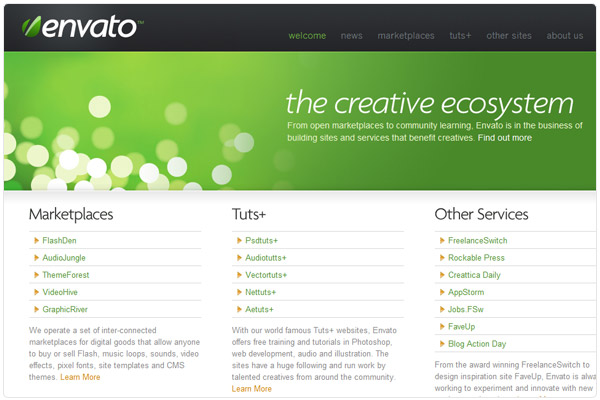 envato™
welcome news marketplaces tuts+ other sites about us
the creative ecosystem
From open marketplaces to community learning, Envato is in the business of
building sites and services that benefit creatives. Find out more
Marketplaces
FlashDen
AudioJungle
ThemeForest
VideoHive
GraphicRiver
We operate a set of inter-connected
marketplaces for digital goods that allow anyone
to buy or sell Flash, music loops, sounds, video
effects, pixel fonts, site templates and CMS
themes. Learn More
Tuts+
Psdtuts+
Audiotuts+
Vectortuts+
Nettuts+
Aetuts+
With our world famous Tuts+ websites, Envato
offers free training and tutorials in Photoshop,
web development, audio and illustration. The
sites have a huge following and run work by
talented creatives from around the community.
Learn More
Other Services
FreelanceSwitch
Rockable Press
Creattica Daily
AppStorm
Jobs.FSw
FaveUp
Blog Action Day
From the award winning FreelanceSwitch to
design inspiration site FaveUp, Envato is alwa
working to experiment and innovate with new